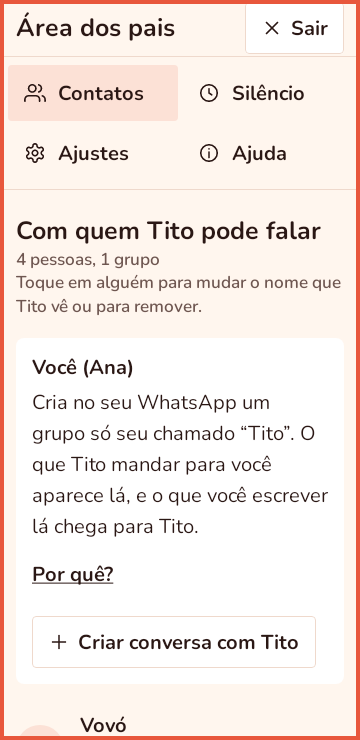 Área dos pais
Sair
Contatos
Silêncio
Ajustes
Ajuda
Com quem Tito pode falar
4 pessoas, 1 grupo
Toque em alguém para mudar o nome que
Tito vê ou para remover.
Você (Ana)
Cria no seu WhatsApp um
grupo só seu chamado “Tito”. O
que Tito mandar para você
aparece lá, e o que você escrever
lá chega para Tito.
Por quê?
Criar conversa com Tito
Vovó